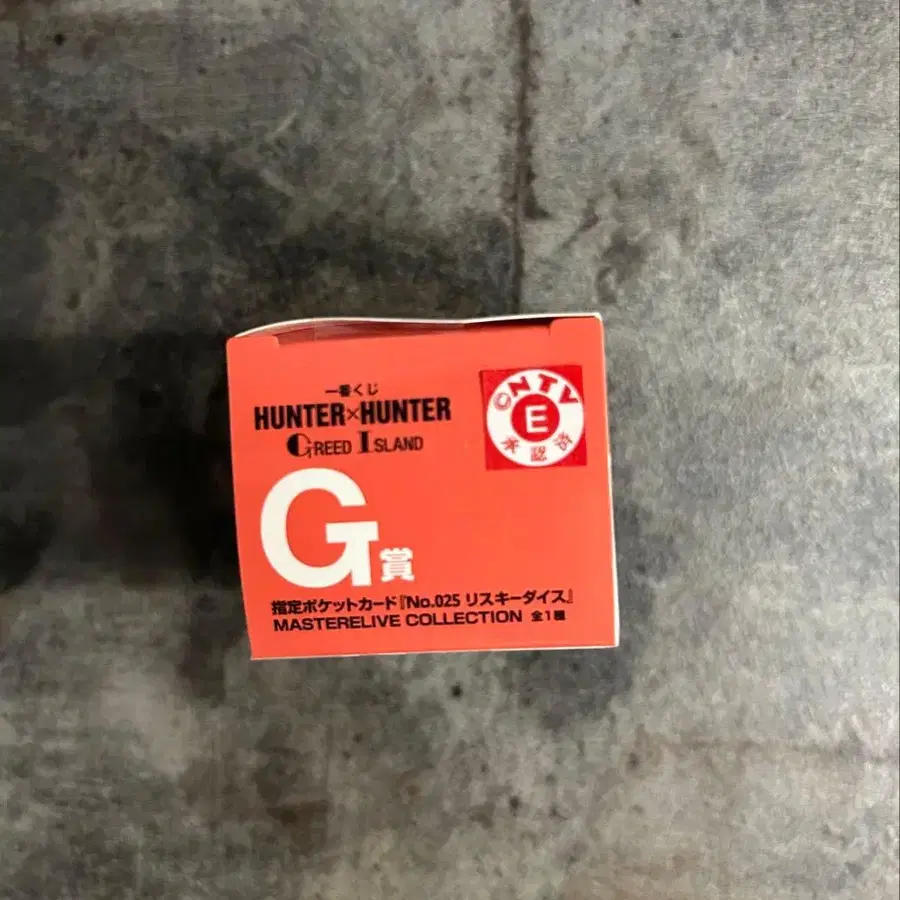 一番くじ
HUNTER×HUNTER
GREED ISLAND
G賞
指定ポケットカード『No.025 リスキーダイス』
MASTERELIVE COLLECTION 全1種
©NTV
E
承認済